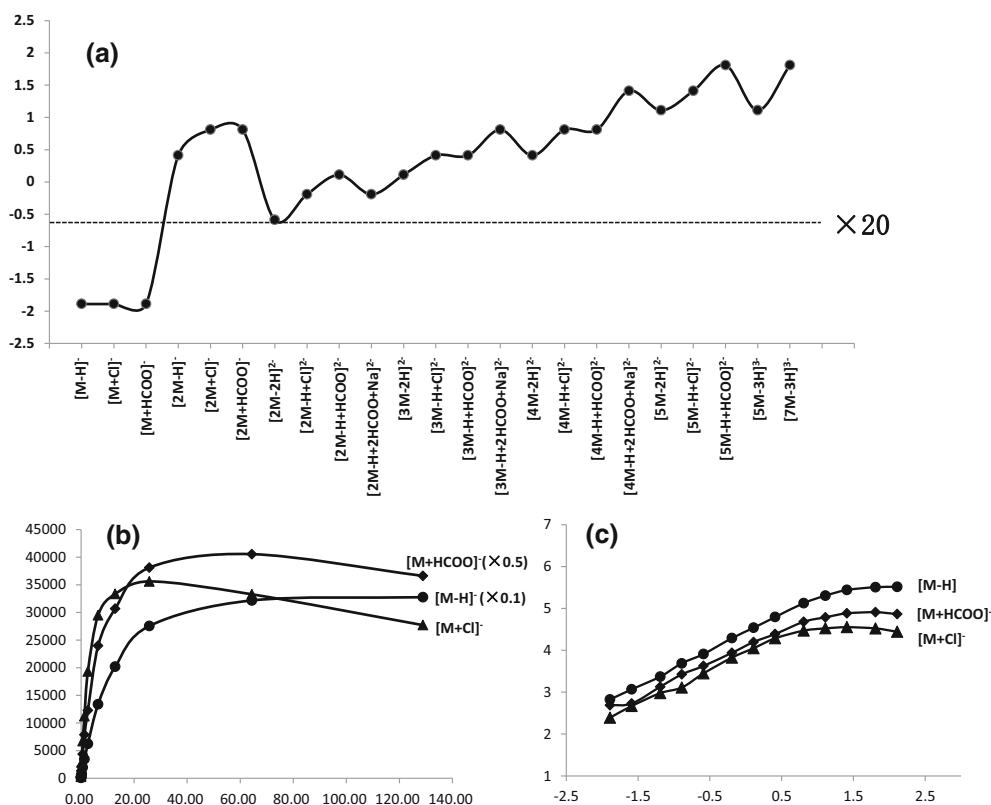 (a)
2.5
2
1.5
1
0.5
0
-0.5
-1
-1.5
-2
-2.5
×20
[M-H]-
[M+Cl]-
[M+HCOO]-
[2M-H]-
[2M+Cl]-
[2M+HCOO]-
[2M-2H]2-
[2M-H+Cl]2-
[2M-H+HCOO]2-
[2M-H+2HCOO+Na]2-
[3M-2H]2-
[3M-H+Cl]2-
[3M-H+HCOO]2-
[3M-H+2HCOO+Na]2-
[4M-2H]2-
[4M-H+Cl]2-
[4M-H+HCOO]2-
[4M-H+2HCOO+Na]2-
[5M-2H]2-
[5M-H+Cl]2-
[5M-H+HCOO]2-
[5M-3H]3-
[7M-3H]3-
(b)
45000
40000
35000
30000
25000
20000
15000
10000
5000
0
0.00 20.00 40.00 60.00 80.00 100.00 120.00 140.00
[M+HCOO]-(×0.5)
[M-H]- (×0.1)
[M+Cl]-
(c)
7
6
5
4
3
2
1
-2.5 -1.5 -0.5 0.5 1.5 2.5
[M-H]
[M+HCOO]-
[M+Cl]-